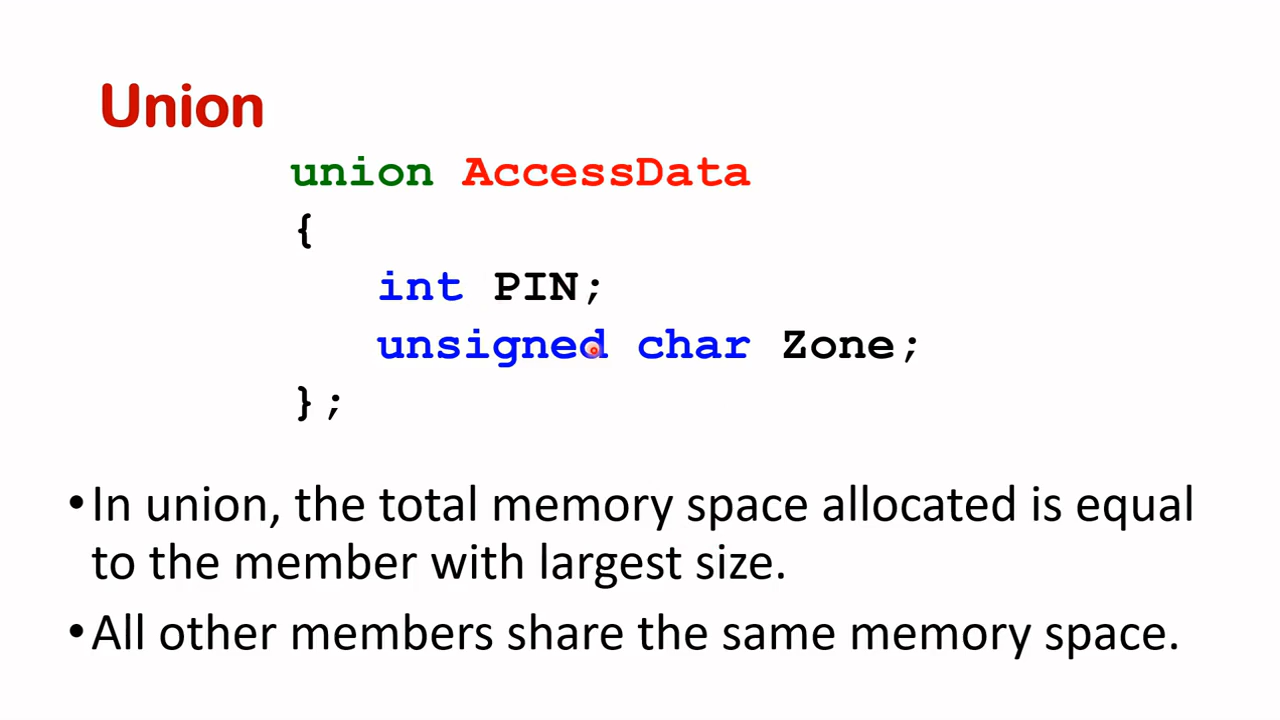 Union
union AccessData
{
int PIN;
unsigned char Zone;
};
•In union, the total memory space allocated is equal
to the member with largest size.
•All other members share the same memory space.